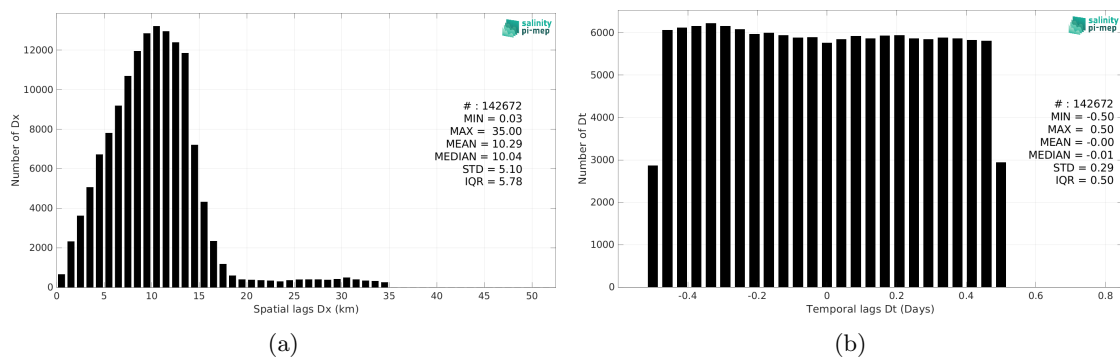 salinity
pi-mep
12000
10000
8000
6000
4000
2000
0
Number of Dx
# : 142672
MIN = 0.03
MAX = 35.00
MEAN = 10.29
MEDIAN = 10.04
STD = 5.10
IQR = 5.78
0 5 10 15 20 25 30 35 40 45 50
Spatial lags Dx (km)
(a)
salinity
pi-mep
6000
5000
4000
3000
2000
1000
0
Number of Dt
# : 142672
MIN = -0.50
MAX = 0.50
MEAN = -0.00
MEDIAN = -0.01
STD = 0.29
IQR = 0.50
-0.4 -0.2 0 0.2 0.4 0.6 0.8
Temporal lags Dt (Days)
(b)